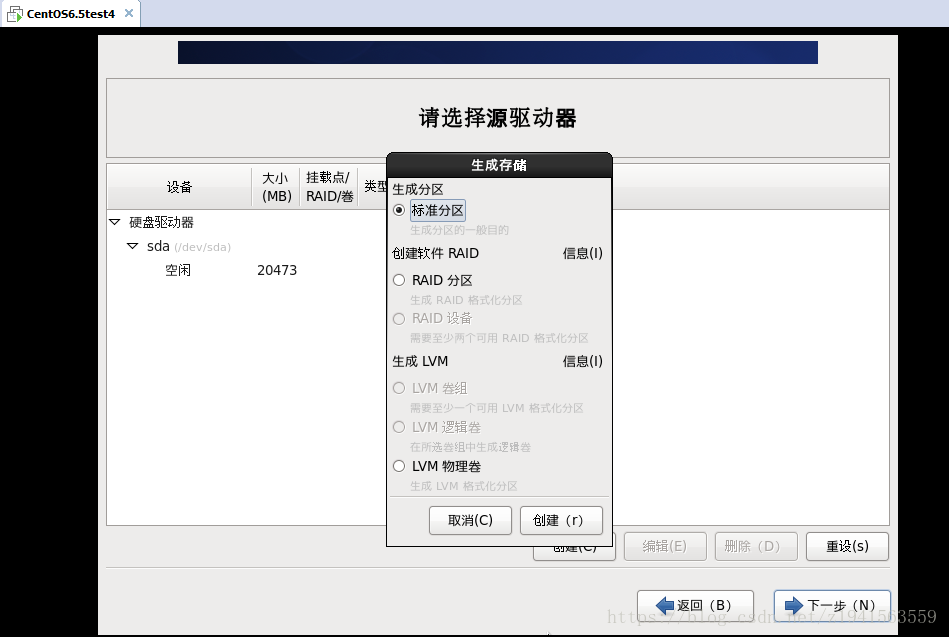 CentOS6.5test4
请选择源驱动器
设备
大小
(MB)
挂载点/
RAID/卷
类型
硬盘驱动器
sda (/dev/sda)
空闲 20473
生成存储
生成分区
标准分区
生成分区的一般目的
创建软件 RAID 信息(I)
RAID 分区
生成 RAID 格式化分区
RAID 设备
需要至少两个可用 RAID 格式化分区
生成 LVM 信息(I)
LVM 卷组
需要至少一个可用 LVM 格式化分区
LVM 逻辑卷
在所选卷组中生成逻辑卷
LVM 物理卷
生成 LVM 格式化分区
取消(C) 创建（r）
创建(C) 编辑(E) 删除（D） 重设(s)
返回（B） 下一步（N）
https://blog.csdn.net/z1941563559